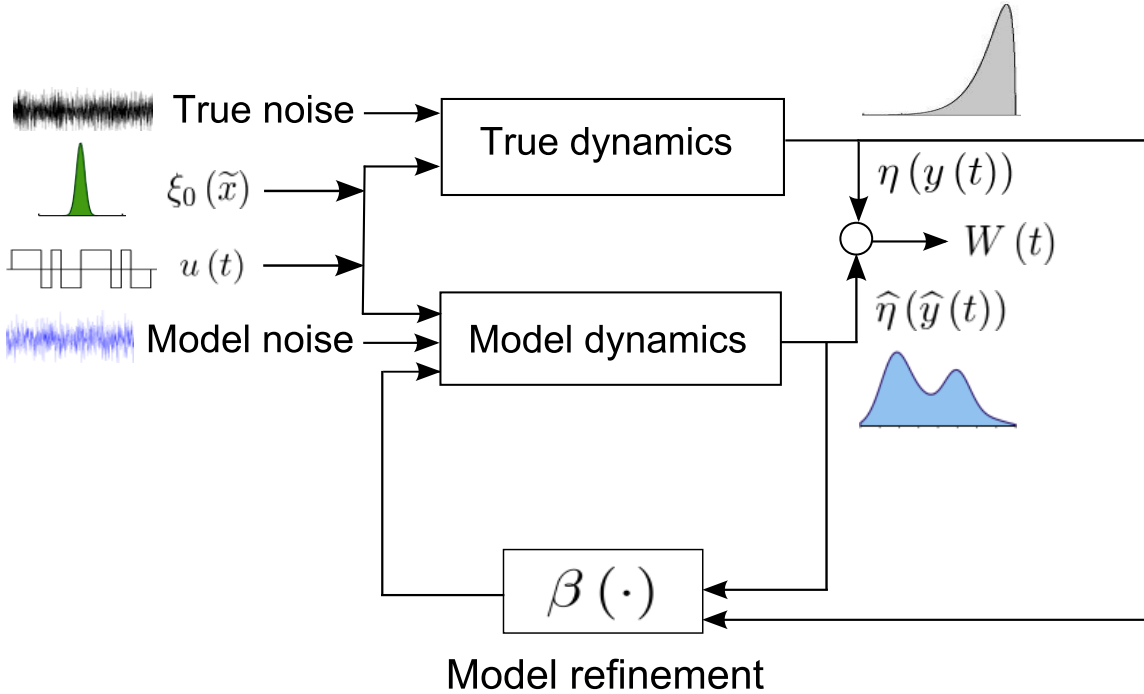 True noise
True dynamics
ξ₀ (x̃)
η (y (t))
u (t)
W (t)
η̂ (ŷ (t))
Model noise
Model dynamics
β (·)
Model refinement